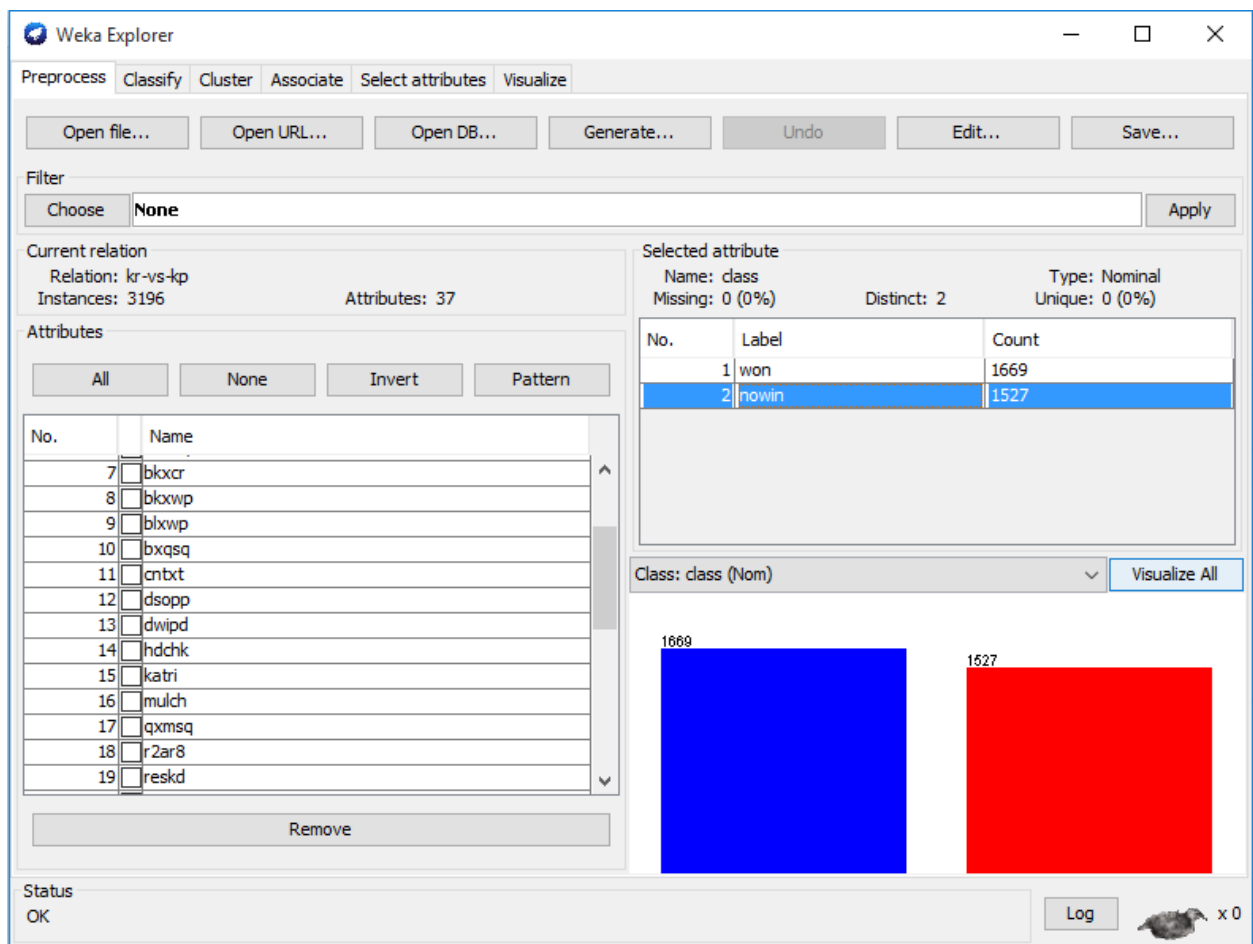 Weka Explorer
Preprocess Classify Cluster Associate Select attributes Visualize
Open file... Open URL... Open DB... Generate... Undo Edit... Save...
Filter
Choose None Apply
Current relation
Relation: kr-vs-kp
Instances: 3196 Attributes: 37
Selected attribute
Name: class Type: Nominal
Missing: 0 (0%) Distinct: 2 Unique: 0 (0%)
No. Label Count
1 won 1669
2 nowin 1527
Attributes
All None Invert Pattern
No. Name
7 bkxcr
8 bkxwp
9 blxwp
10 bxqsq
11 cntxt
12 dsopp
13 dwipd
14 hdchk
15 katri
16 mulch
17 qxmsq
18 r2ar8
19 reskd
Remove
Class: class (Nom) Visualize All
1669
1527
Status
OK
Log x 0